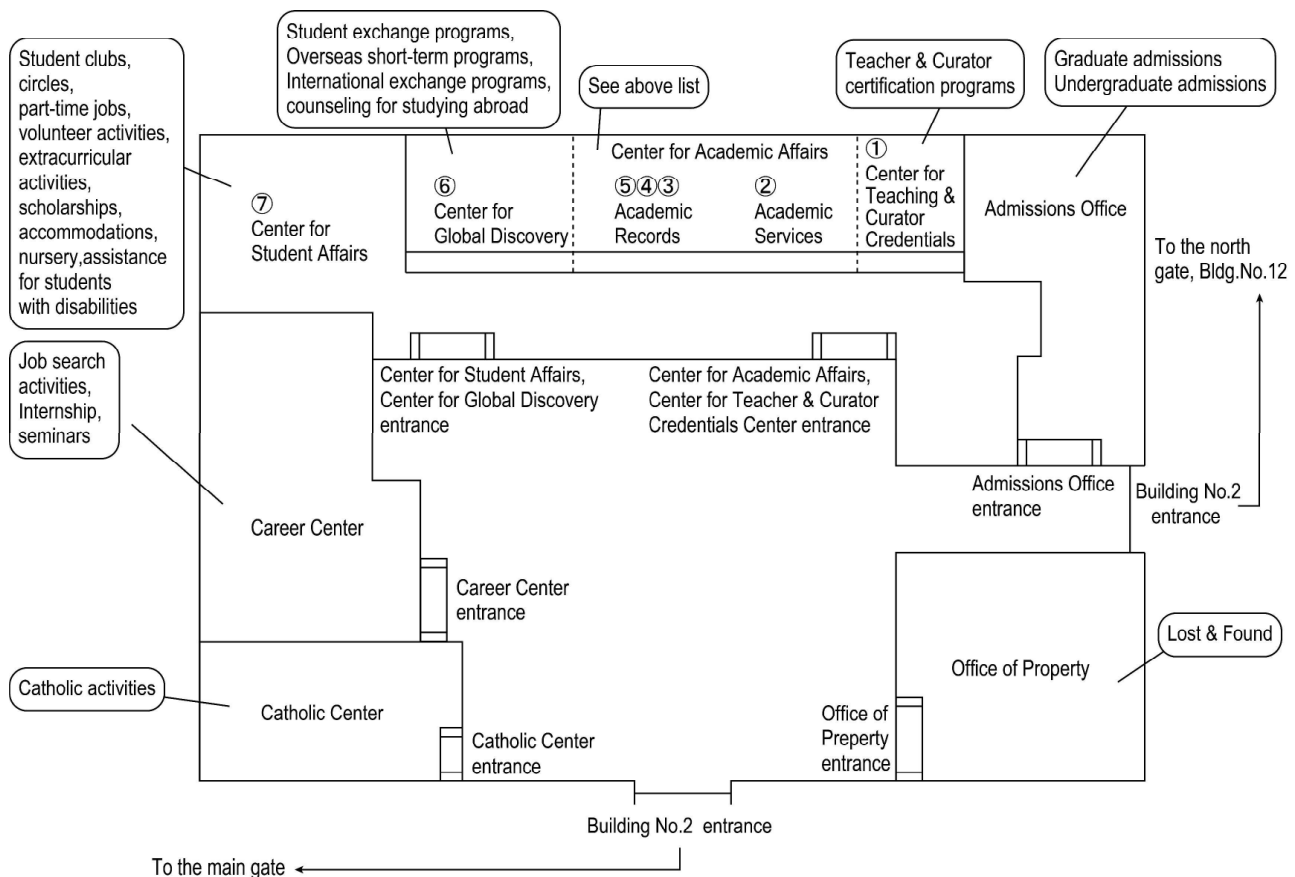 Student clubs,
circles,
part-time jobs,
volunteer activities,
extracurricular
activities,
scholarships,
accommodations,
nursery,assistance
for students
with disabilities
Student exchange programs,
Overseas short-term programs,
International exchange programs,
counseling for studying abroad
See above list
Teacher & Curator
certification programs
Graduate admissions
Undergraduate admissions
⑦
Center for
Student Affairs
⑥
Center for
Global Discovery
Center for Academic Affairs
⑤④③
Academic
Records
②
Academic
Services
①
Center for
Teaching &
Curator
Credentials
Admissions Office
To the north
gate, Bldg.No.12
Job search
activities,
Internship,
seminars
Center for Student Affairs,
Center for Global Discovery
entrance
Center for Academic Affairs,
Center for Teacher & Curator
Credentials Center entrance
Admissions Office
entrance
Building No.2
entrance
Career Center
Career Center
entrance
Lost & Found
Office of Property
Catholic activities
Catholic Center
Catholic Center
entrance
Office of
Preperty
entrance
Building No.2 entrance
To the main gate